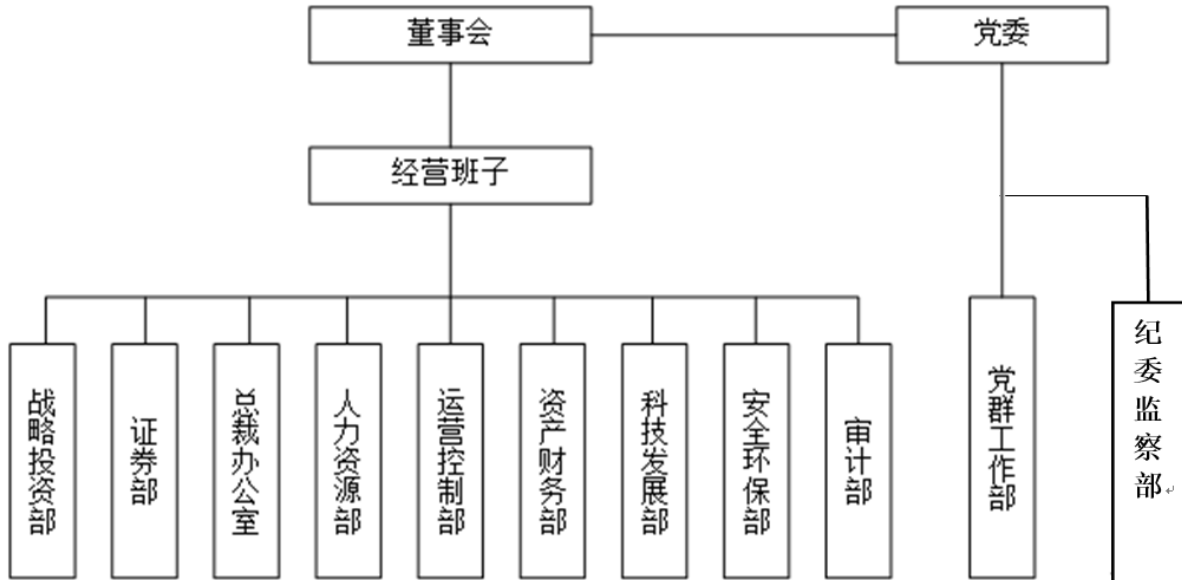 董事会
党委
经营班子
战略投资部
证券部
总裁办公室
人力资源部
运营控制部
资产财务部
科技发展部
安全环保部
审计部
党群工作部
纪委监察部